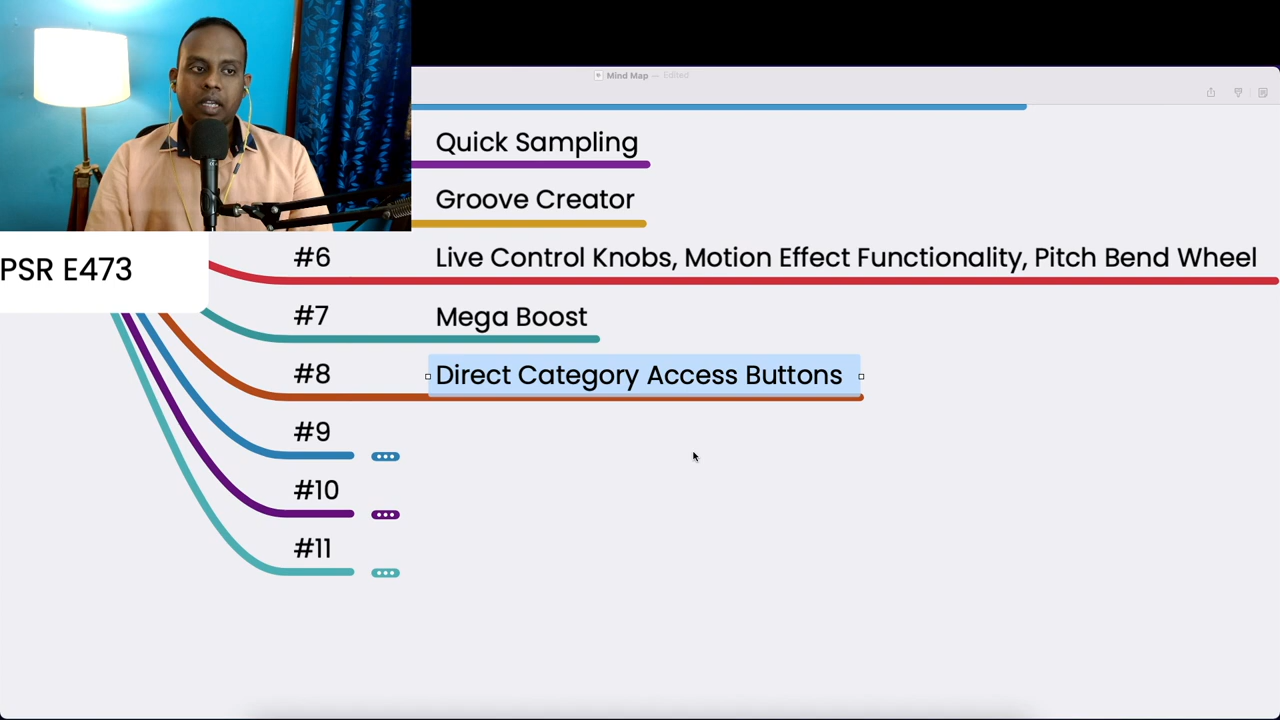 Mind Map — Edited
Quick Sampling
Groove Creator
PSR E473
#6 Live Control Knobs, Motion Effect Functionality, Pitch Bend Wheel
#7 Mega Boost
#8 Direct Category Access Buttons
#9
#10
#11